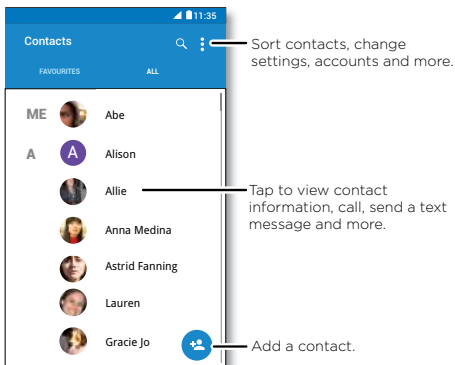 11:35
Contacts
FAVOURITES ALL
ME Abe
A A Alison
Allie
Anna Medina
Astrid Fanning
Lauren
Gracie Jo
Sort contacts, change
settings, accounts and more.
Tap to view contact
information, call, send a text
message and more.
Add a contact.